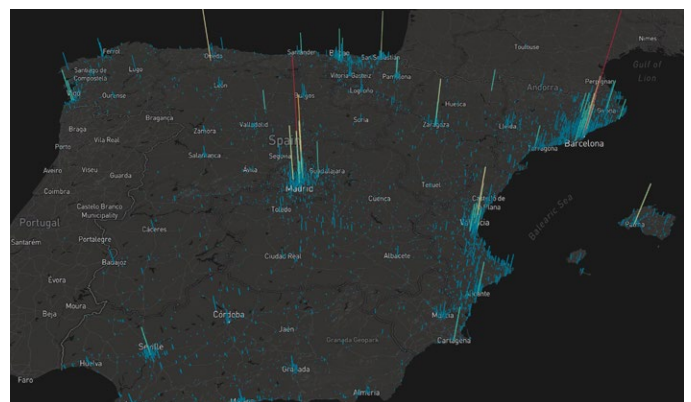 Ferrol
Oviedo
Santander
Bilbao
San Sebastián
Toulouse
Nimes
Santiago de
Compostela
Lugo
Vitoria-Gasteiz
Pamplona
Gulf of
Lion
Vigo
Ourense
León
Burgos
Logroño
Huesca
Andorra
Perpignan
Girona
Braga
Bragança
Zamora
Valladolid
Soria
Zaragoza
Lleida
Vila Real
Porto
Spain
Barcelona
Tarragona
Salamanca
Segovia
Aveiro
Viseu
Guarda
Ávila
Guadalajara
Coimbra
Madrid
Teruel
Castelo Branco
Municipality
Toledo
Cuenca
Castelló de
la Plana
Balearic Sea
Portugal
Cáceres
Valencia
Palma
Santarém
Portalegre
Badajoz
Ciudad Real
Albacete
Évora
Alicante
Moura
Beja
Córdoba
Murcia
Jaén
Granada Geopark
Cartagena
Seville
Huelva
Faro
Granada
Almería